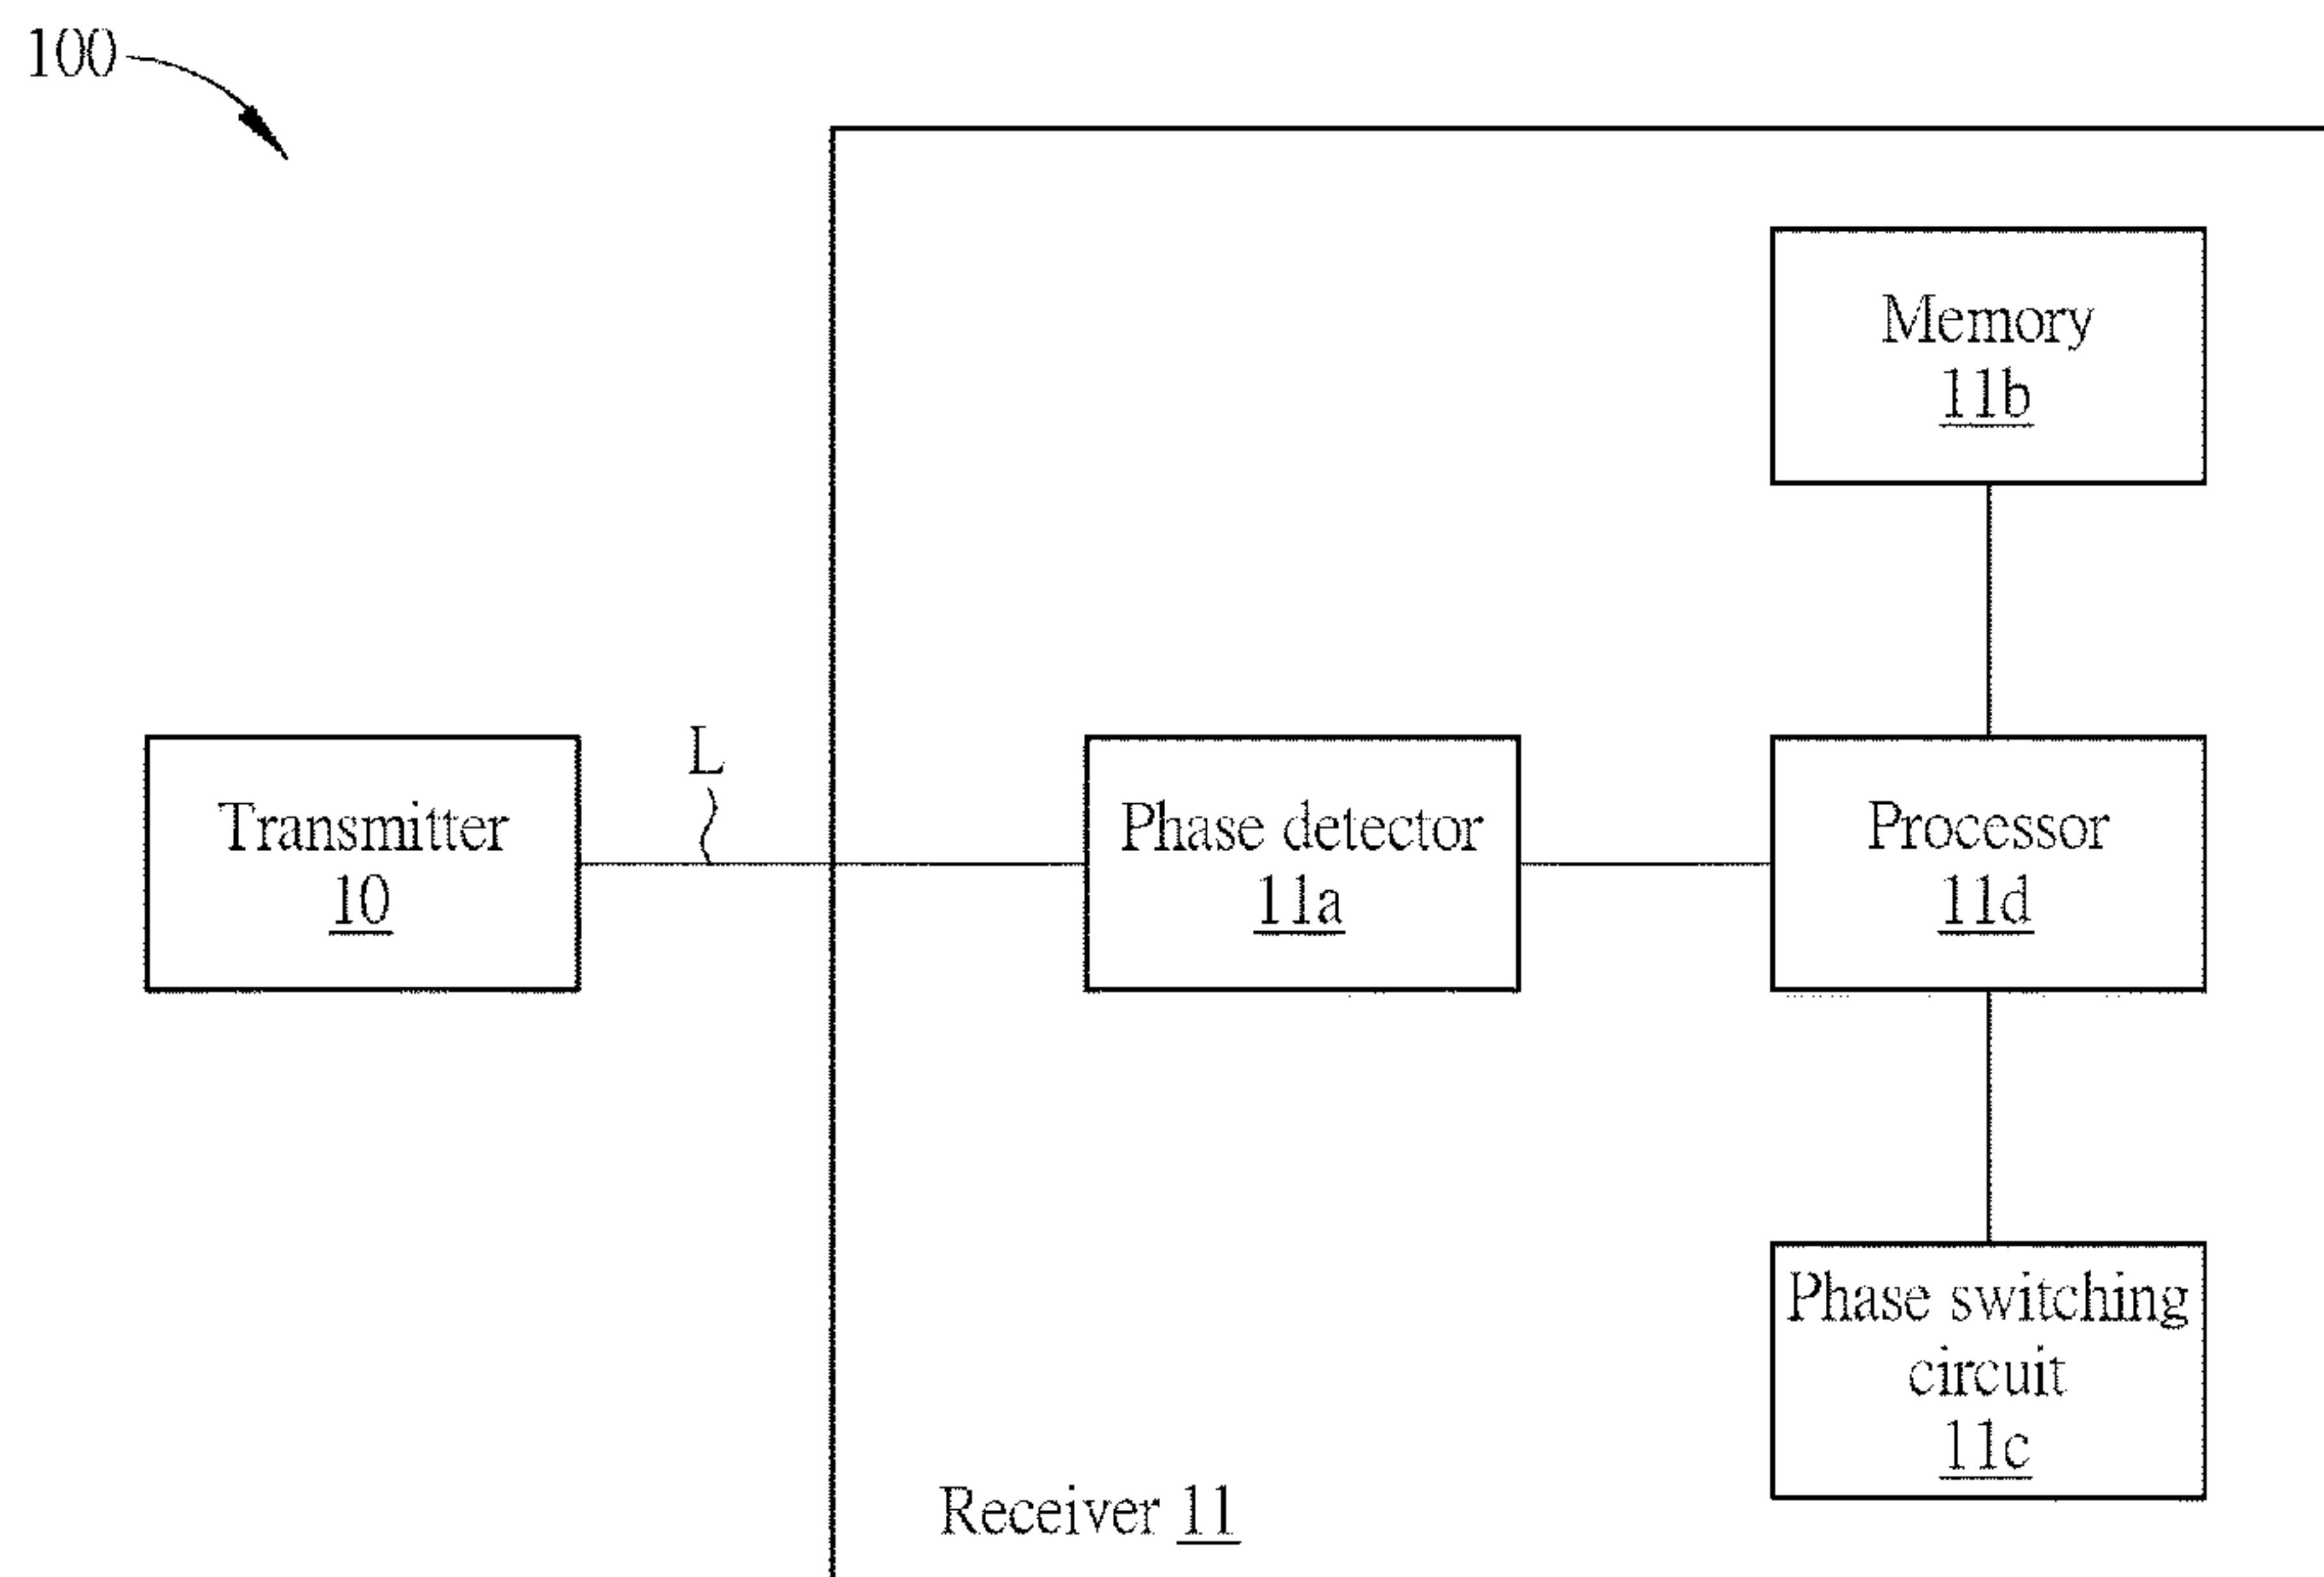 100
Memory
11b
L
Transmitter
10
Phase detector
11a
Processor
11d
Phase switching
circuit
11c
Receiver 11